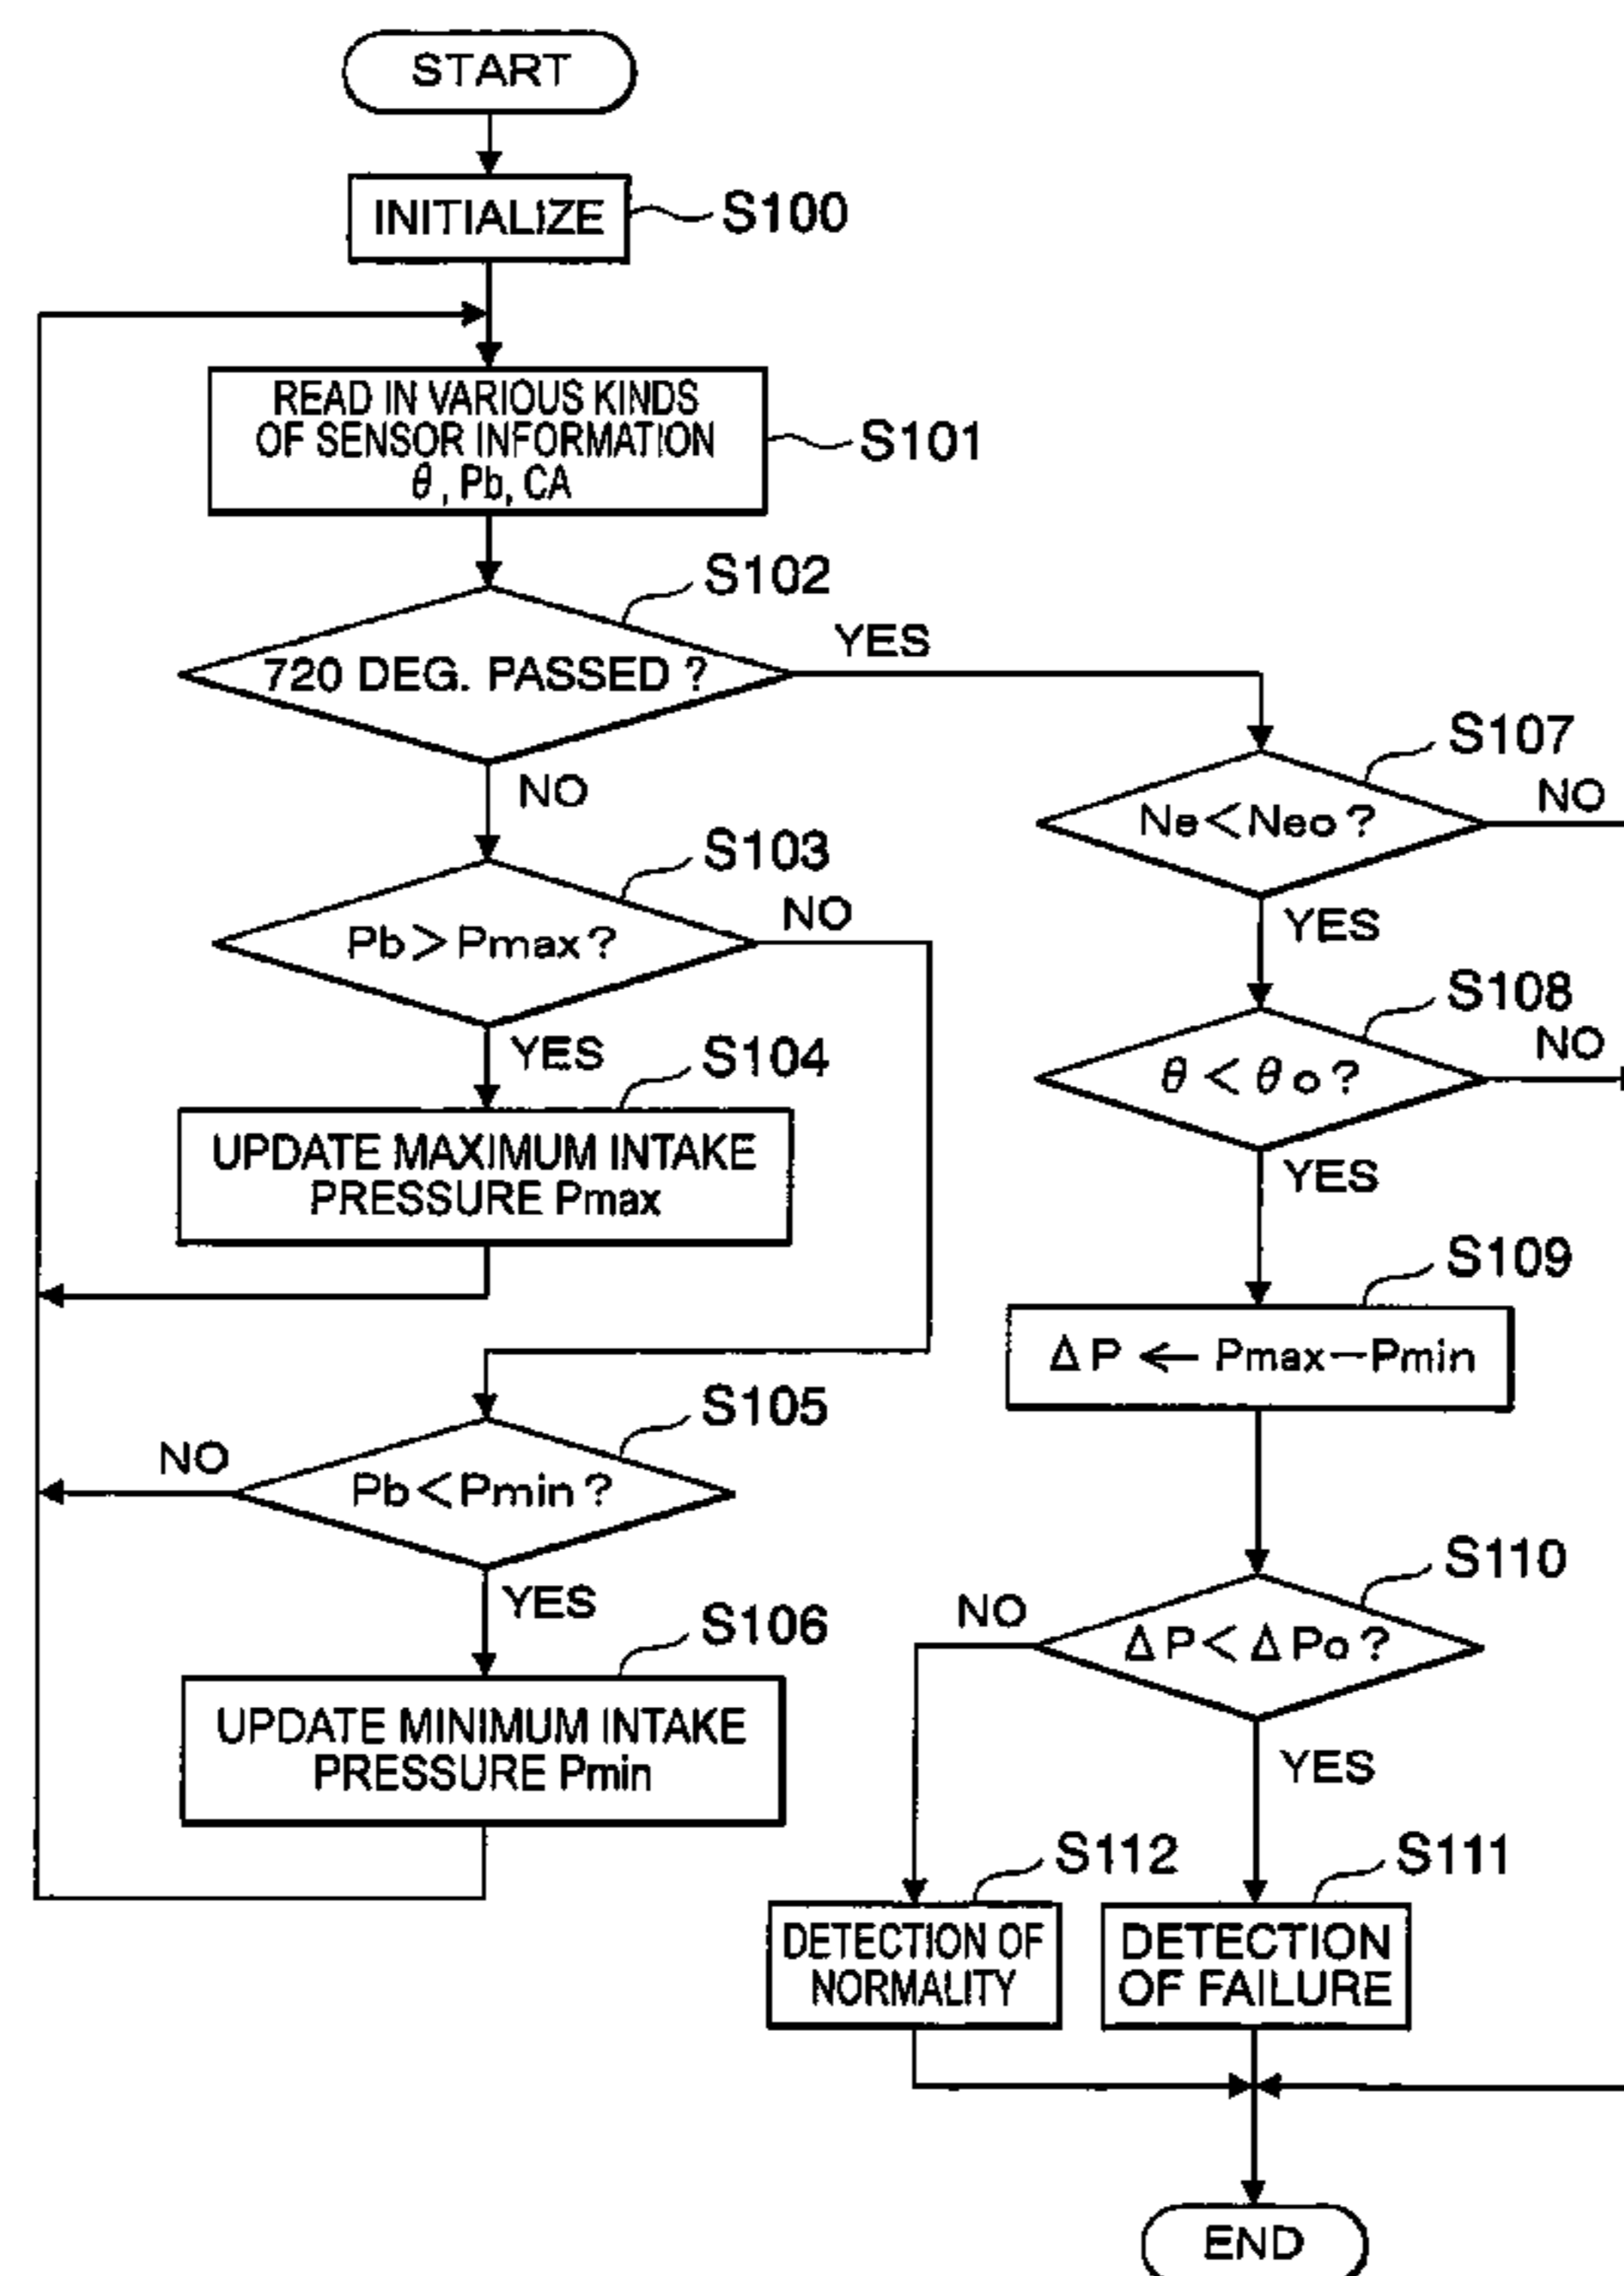 START
INITIALIZE
S100
READ IN VARIOUS KINDS
OF SENSOR INFORMATION
θ, Pb, CA
S101
S102
720 DEG. PASSED ?
YES
NO
S103
Pb>Pmax?
NO
YES
S104
UPDATE MAXIMUM INTAKE
PRESSURE Pmax
S105
Pb<Pmin?
NO
YES
S106
UPDATE MINIMUM INTAKE
PRESSURE Pmin
S107
Ne<Neo?
NO
YES
S108
θ<θo?
NO
YES
S109
ΔP ← Pmax-Pmin
S110
ΔP<ΔPo?
NO
YES
S112
DETECTION OF
NORMALITY
S111
DETECTION
OF FAILURE
END